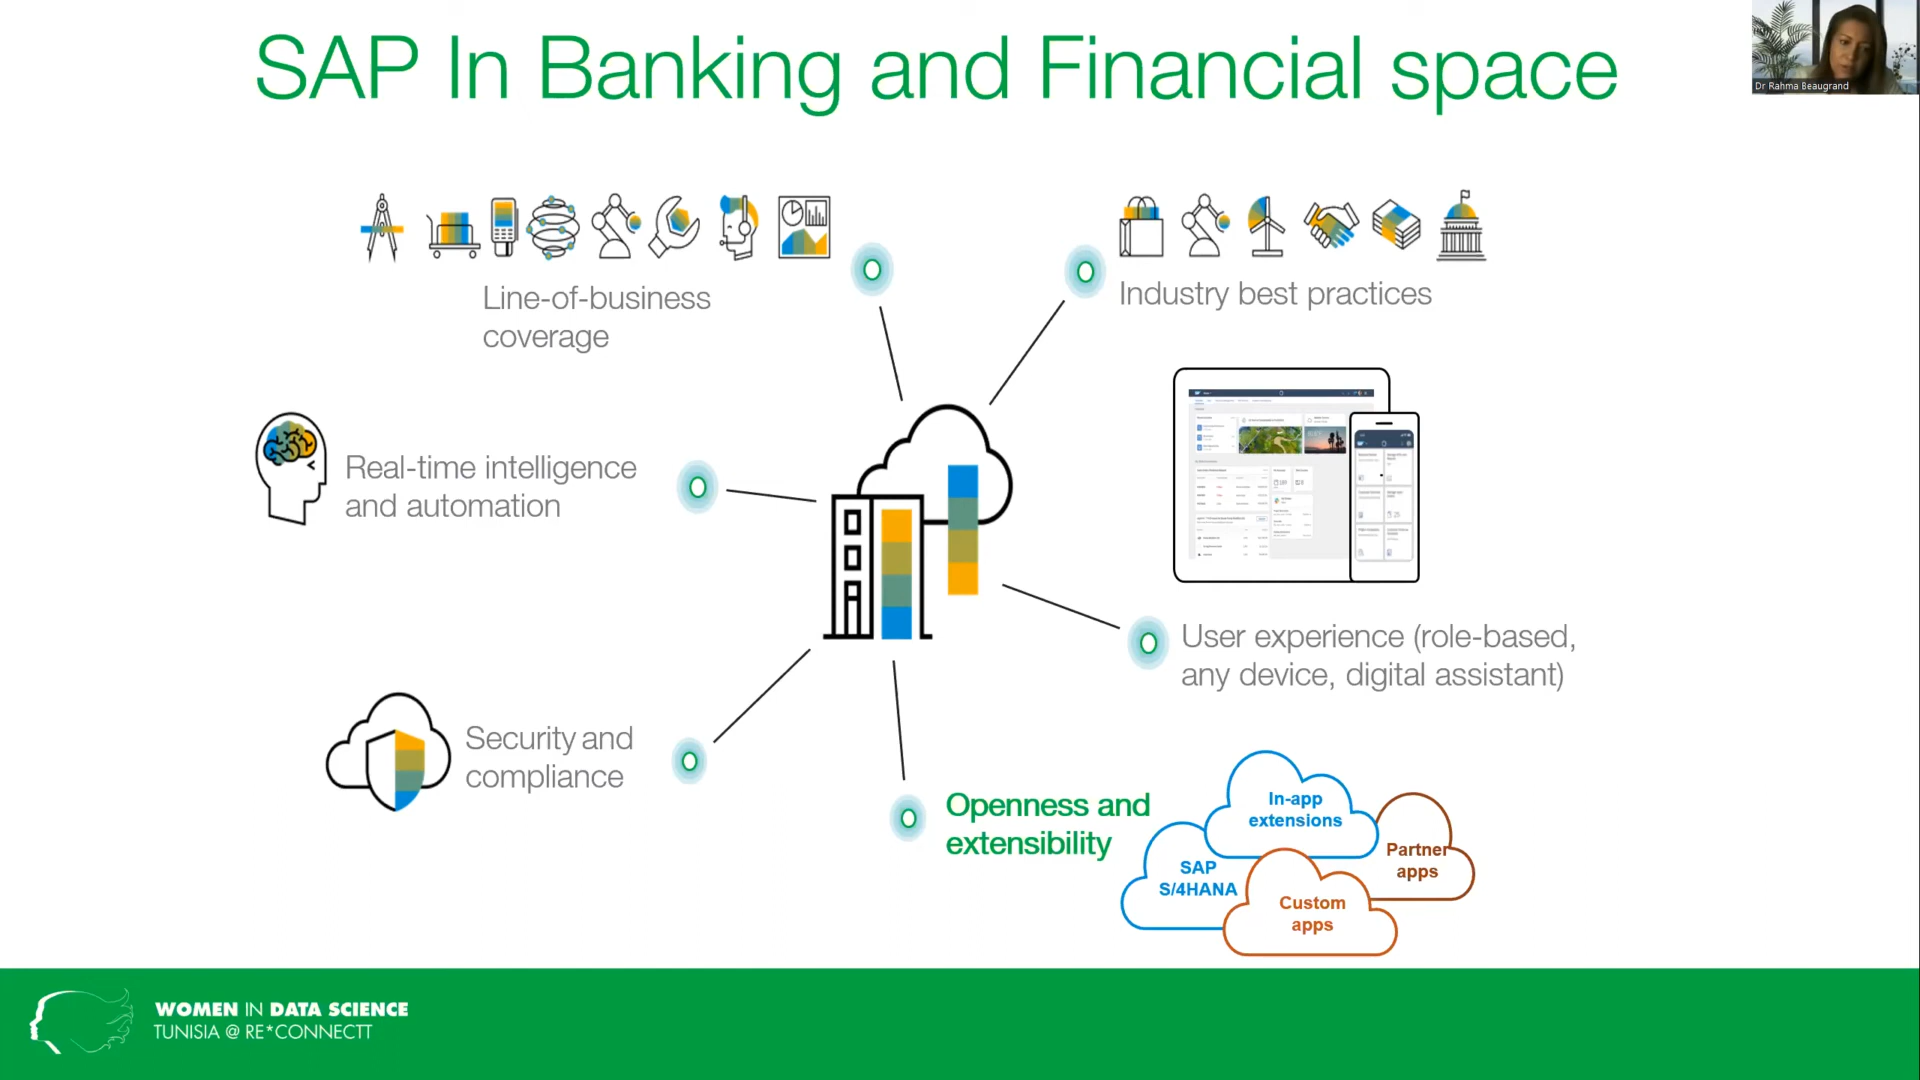 SAP In Banking and Financial space
Dr Rahma Beaugrand
Line-of-business
coverage
Industry best practices
Real-time intelligence
and automation
User experience (role-based,
any device, digital assistant)
Security and
compliance
Openness and
extensibility
In-app
extensions
Partner
apps
SAP
S/4HANA
Custom
apps
WOMEN IN DATA SCIENCE
TUNISIA @ RE*CONNECTT